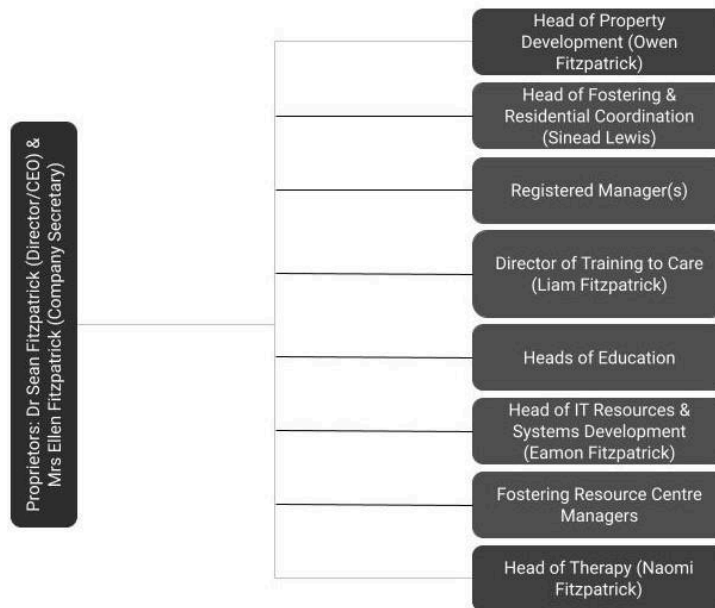 Proprietors: Dr Sean Fitzpatrick (Director/CEO) &
Mrs Ellen Fitzpatrick (Company Secretary)
Head of Property
Development (Owen
Fitzpatrick)
Head of Fostering &
Residential Coordination
(Sinead Lewis)
Registered Manager(s)
Director of Training to Care
(Liam Fitzpatrick)
Heads of Education
Head of IT Resources &
Systems Development
(Eamon Fitzpatrick)
Fostering Resource Centre
Managers
Head of Therapy (Naomi
Fitzpatrick)